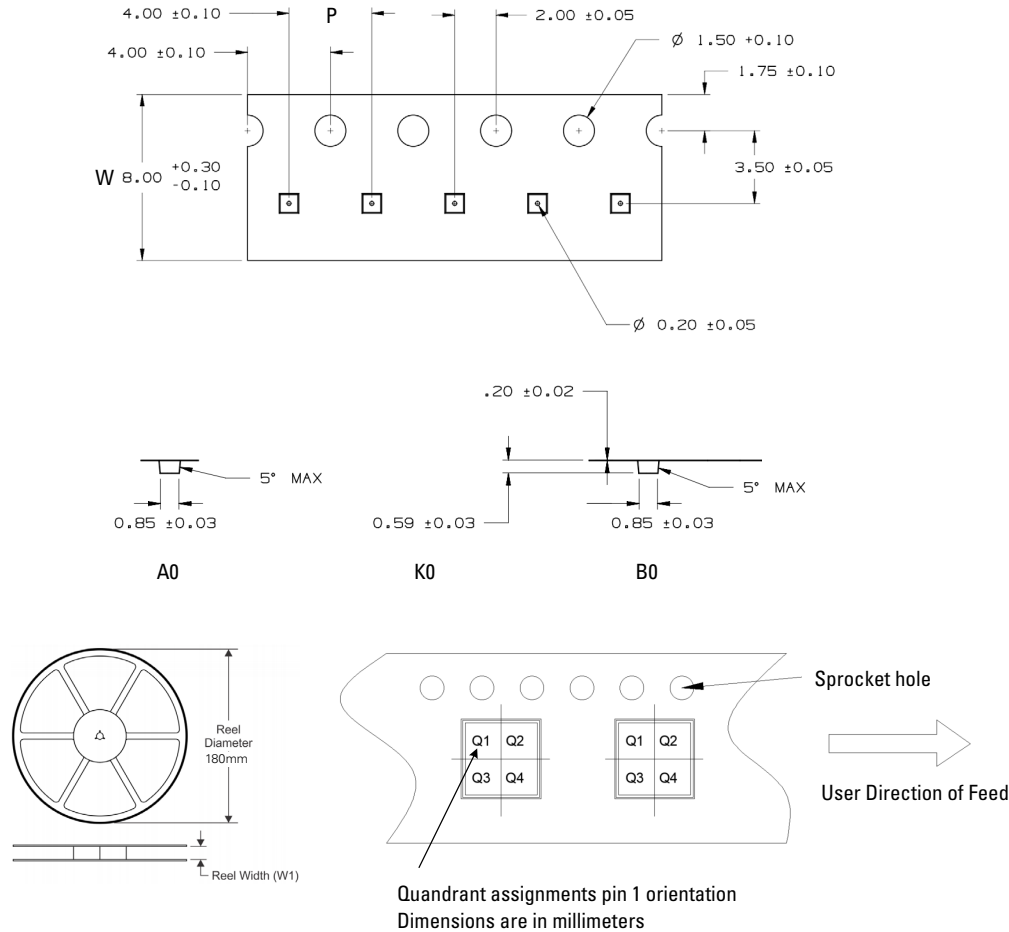 4.00 ±0.10
P
2.00 ±0.05
4.00 ±0.10
Ø 1.50 +0.10
1.75 ±0.10
W 8.00 +0.30 -0.10
3.50 ±0.05
Ø 0.20 ±0.05
.20 ±0.02
5° MAX
0.85 ±0.03
0.59 ±0.03
5° MAX
0.85 ±0.03
A0
K0
B0
Reel
Diameter
180mm
Reel Width (W1)
Sprocket hole
Q1 Q2
Q3 Q4
Q1 Q2
Q3 Q4
User Direction of Feed
Quandrant assignments pin 1 orientation
Dimensions are in millimeters